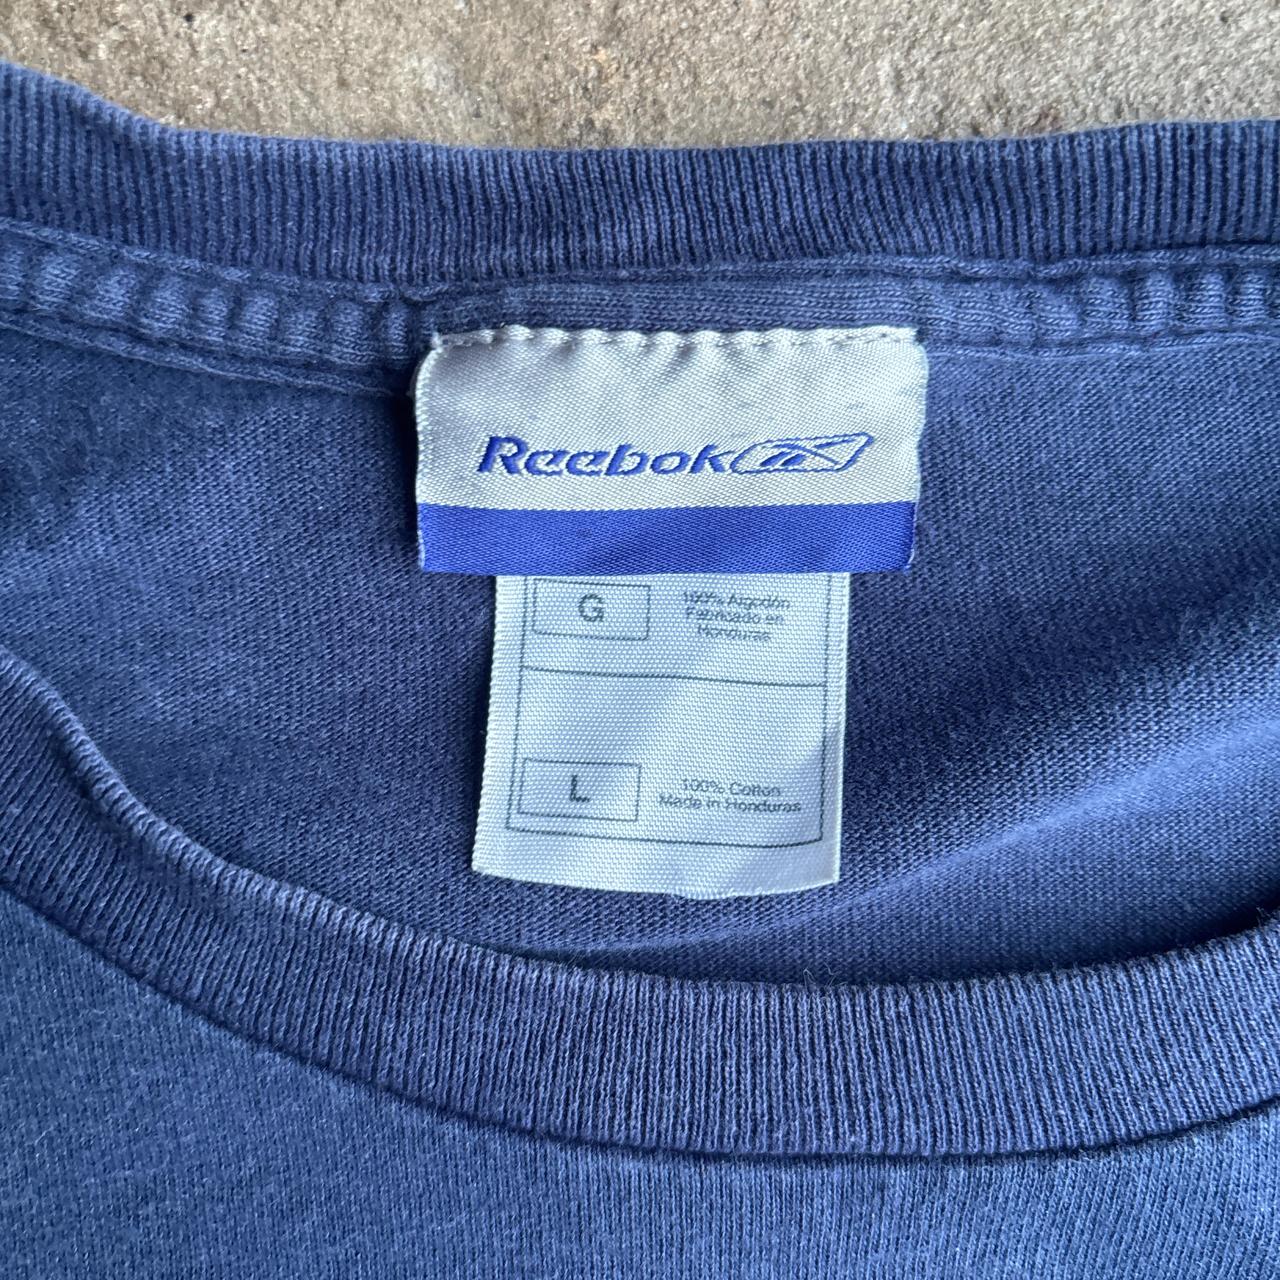 Reebok
G
100% Algodón
Fabricado en
Honduras
L
100% Cotton
Made in Honduras